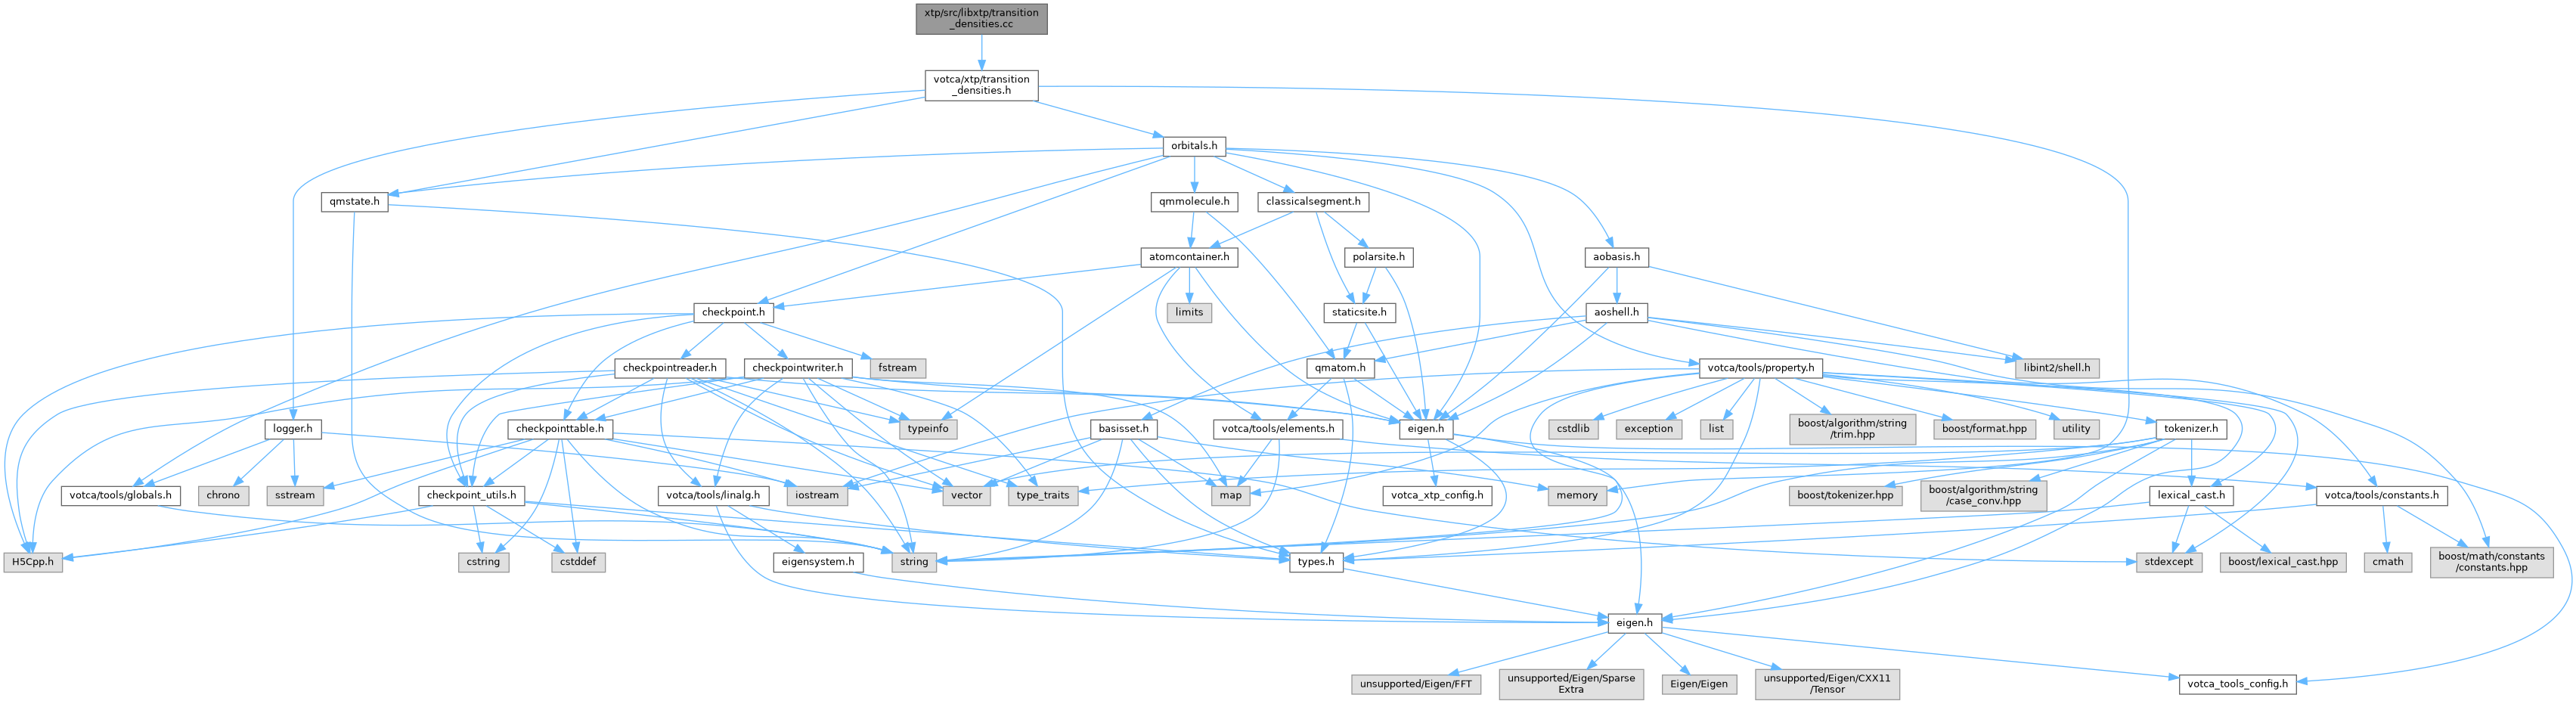 xtp/src/libxtp/transition
_densities.cc
votca/xtp/transition
_densities.h
orbitals.h
qmstate.h
qmmolecule.h
classicalsegment.h
atomcontainer.h
polarsite.h
aobasis.h
checkpoint.h
limits
staticsite.h
aoshell.h
checkpointreader.h
checkpointwriter.h
fstream
qmatom.h
votca/tools/property.h
libint2/shell.h
logger.h
checkpointtable.h
typeinfo
basisset.h
votca/tools/elements.h
eigen.h
cstdlib
exception
list
boost/algorithm/string
/trim.hpp
boost/format.hpp
utility
tokenizer.h
votca/tools/globals.h
chrono
sstream
checkpoint_utils.h
votca/tools/linalg.h
iostream
vector
type_traits
map
votca_xtp_config.h
memory
boost/tokenizer.hpp
boost/algorithm/string
/case_conv.hpp
lexical_cast.h
votca/tools/constants.h
H5Cpp.h
cstring
cstddef
eigensystem.h
string
types.h
stdexcept
boost/lexical_cast.hpp
cmath
boost/math/constants
/constants.hpp
eigen.h
unsupported/Eigen/FFT
unsupported/Eigen/Sparse
Extra
Eigen/Eigen
unsupported/Eigen/CXX11
/Tensor
votca_tools_config.h